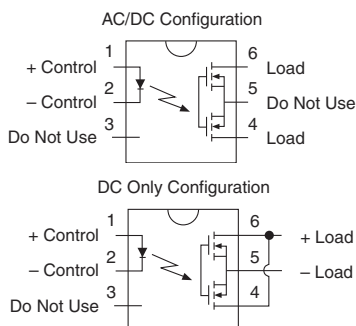 AC/DC Configuration
1 6
+ Control Load
2 5
– Control Do Not Use
3 4
Do Not Use Load
DC Only Configuration
1 6
+ Control + Load
2 5
– Control – Load
3 4
Do Not Use